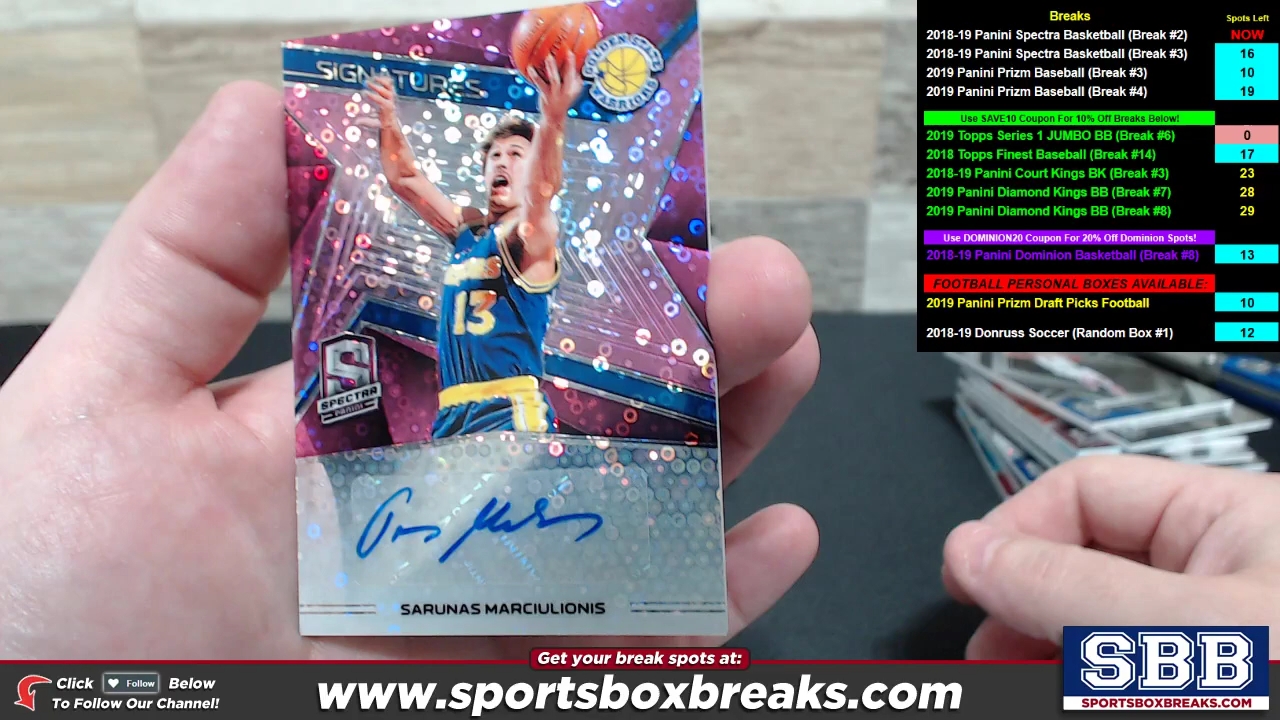 SIGNATURES
GOLDEN STATE
WARRIORS
13
SPECTRA
PANINI
SARUNAS MARCIULIONIS
Breaks Spots Left
2018-19 Panini Spectra Basketball (Break #2) NOW
2018-19 Panini Spectra Basketball (Break #3) 16
2019 Panini Prizm Baseball (Break #3) 10
2019 Panini Prizm Baseball (Break #4) 19
Use SAVE10 Coupon For 10% Off Breaks Below!
2019 Topps Series 1 JUMBO BB (Break #6) 0
2018 Topps Finest Baseball (Break #14) 17
2018-19 Panini Court Kings BK (Break #3) 23
2019 Panini Diamond Kings BB (Break #7) 28
2019 Panini Diamond Kings BB (Break #8) 29
Use DOMINION20 Coupon For 20% Off Dominion Spots!
2018-19 Panini Dominion Basketball (Break #8) 13
FOOTBALL PERSONAL BOXES AVAILABLE:
2019 Panini Prizm Draft Picks Football 10
2018-19 Donruss Soccer (Random Box #1) 12
Get your break spots at:
Click Follow Below
To Follow Our Channel!
www.sportsboxbreaks.com
SBB
SPORTSBOXBREAKS.COM